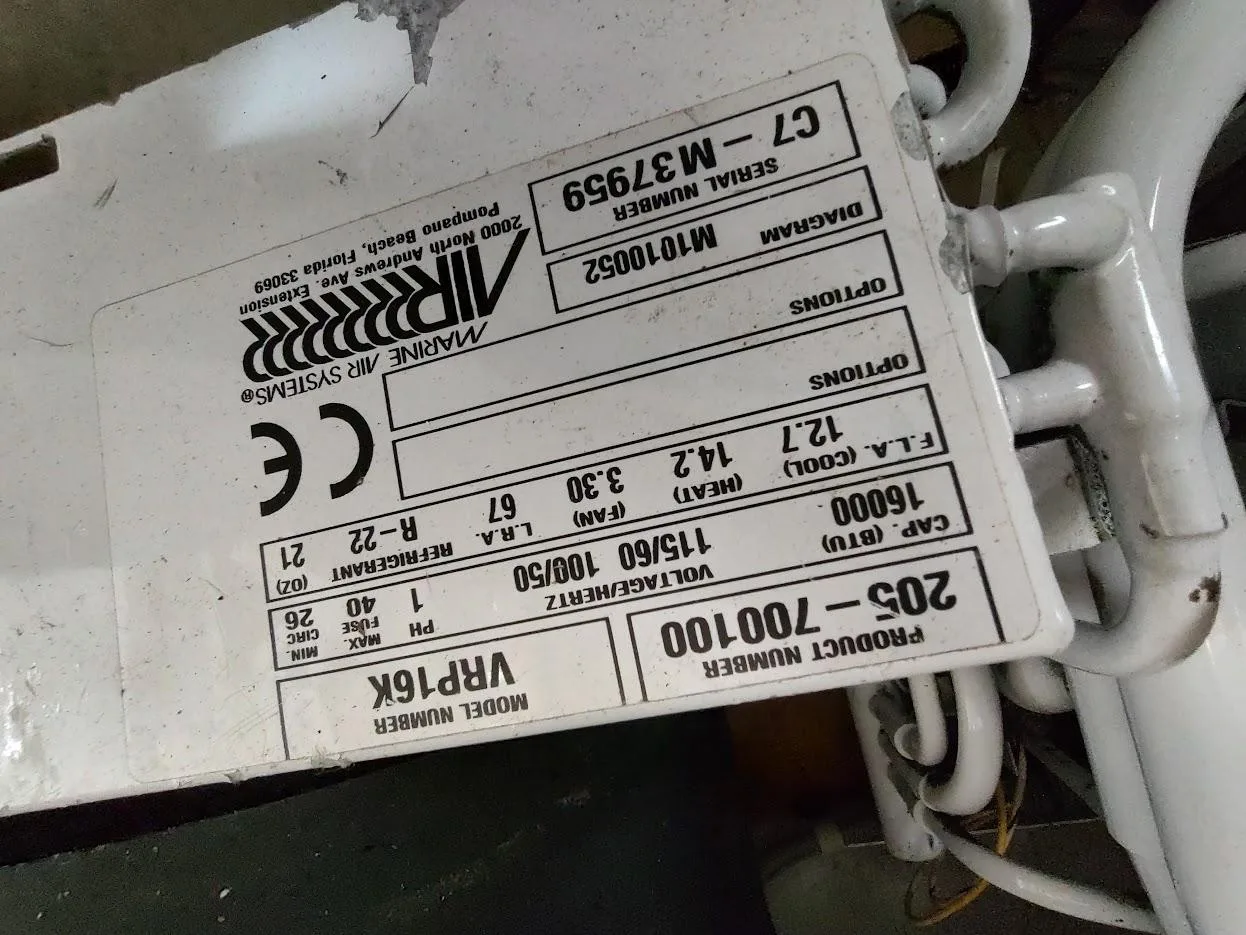 PRODUCT NUMBER
205-700100
MODEL NUMBER
VRP16K
CAP. (BTU)
16000
VOLTAGE/HERTZ
115/60 100/50
PH
1
MAX. FUSE
40
MIN. CIRC
26
F.L.A. (COOL)
12.7
(HEAT)
14.2
(FAN)
3.30
L.R.A.
67
REFRIGERANT
R-22
(OZ)
21
OPTIONS
OPTIONS
DIAGRAM M1010052
SERIAL NUMBER
C7-M37959
CE
MARINE AIR SYSTEMS®
AIR
2000 North Andrews Ave. Extension
Pompano Beach, Florida 33069